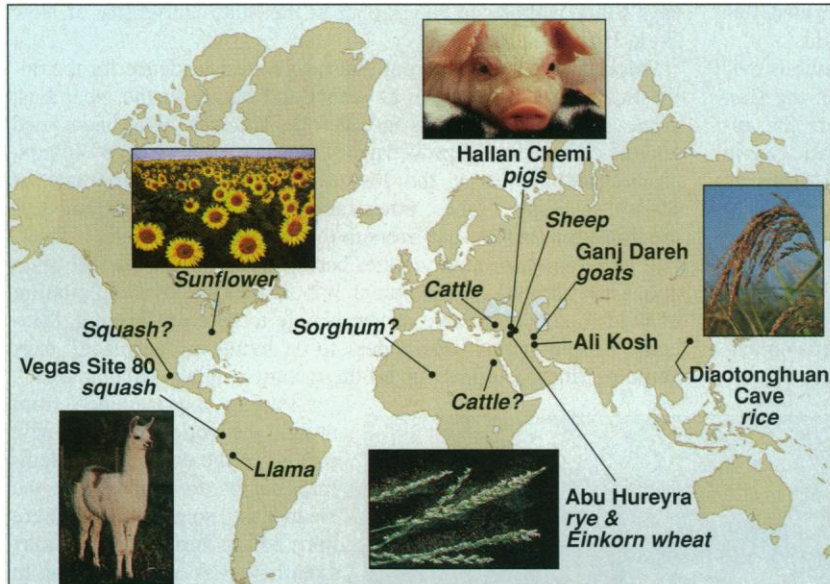 Hallan Chemi
pigs
Sheep
Ganj Dareh
goats
Sunflower
Cattle
Squash?
Sorghum?
Ali Kosh
Vegas Site 80
squash
Cattle?
Diaotonghuan
Cave
rice
Llama
Abu Hureyra
rye &
Einkorn wheat